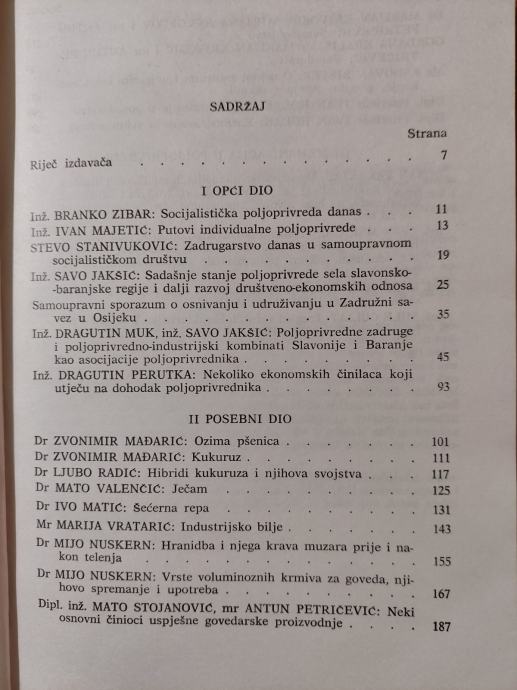 SADRŽAJ
Strana
Riječ izdavača . . . . . . . . . . . . . 7
I OPĆI DIO
Inž. BRANKO ZIBAR: Socijalistička poljoprivreda danas . . . 11
Inž. IVAN MAJETIĆ: Putovi individualne poljoprivrede . . . 13
STEVO STANIVUKOVIĆ: Zadrugarstvo danas u samoupravnom
socijalističkom društvu . . . . . . . . . 19
Inž. SAVO JAKŠIĆ: Sadašnje stanje poljoprivrede sela slavonsko-
-baranjske regije i dalji razvoj društveno-ekonomskih odnosa 25
Samoupravni sporazum o osnivanju i udruživanju u Zadružni sa-
vez u Osijeku . . . . . . . . . . . . 35
Inž. DRAGUTIN MUK, inž. SAVO JAKŠIĆ: Poljoprivredne zadruge
i poljoprivredno-industrijski kombinati Slavonije i Baranje
kao asocijacije poljoprivrednika . . . . . . . 45
Inž. DRAGUTIN PERUTKA: Nekoliko ekonomskih činilaca koji
utječu na dohodak poljoprivrednika . . . . . . 93
II POSEBNI DIO
Dr ZVONIMIR MAĐARIĆ: Ozima pšenica . . . . . . 101
Dr ZVONIMIR MAĐARIĆ: Kukuruz . . . . . . . 111
Dr LJUBO RADIĆ: Hibridi kukuruza i njihova svojstva . . . 117
Dr MATO VALENČIĆ: Ječam . . . . . . . . 125
Dr IVO MATIĆ: Šećerna repa . . . . . . . . 131
Mr MARIJA VRATARIĆ: Industrijsko bilje . . . . . 143
Dr MIJO NUSKERN: Hranidba i njega krava muzara prije i na-
kon telenja . . . . . . . . . . . . 155
Dr MIJO NUSKERN: Vrste voluminoznih krmiva za goveda, nji-
hovo spremanje i upotreba . . . . . . . . 167
Dipl. inž. MATO STOJANOVIĆ, mr ANTUN PETRIČEVIĆ: Neki
osnovni činioci uspješne govedarske proizvodnje . . . . 187